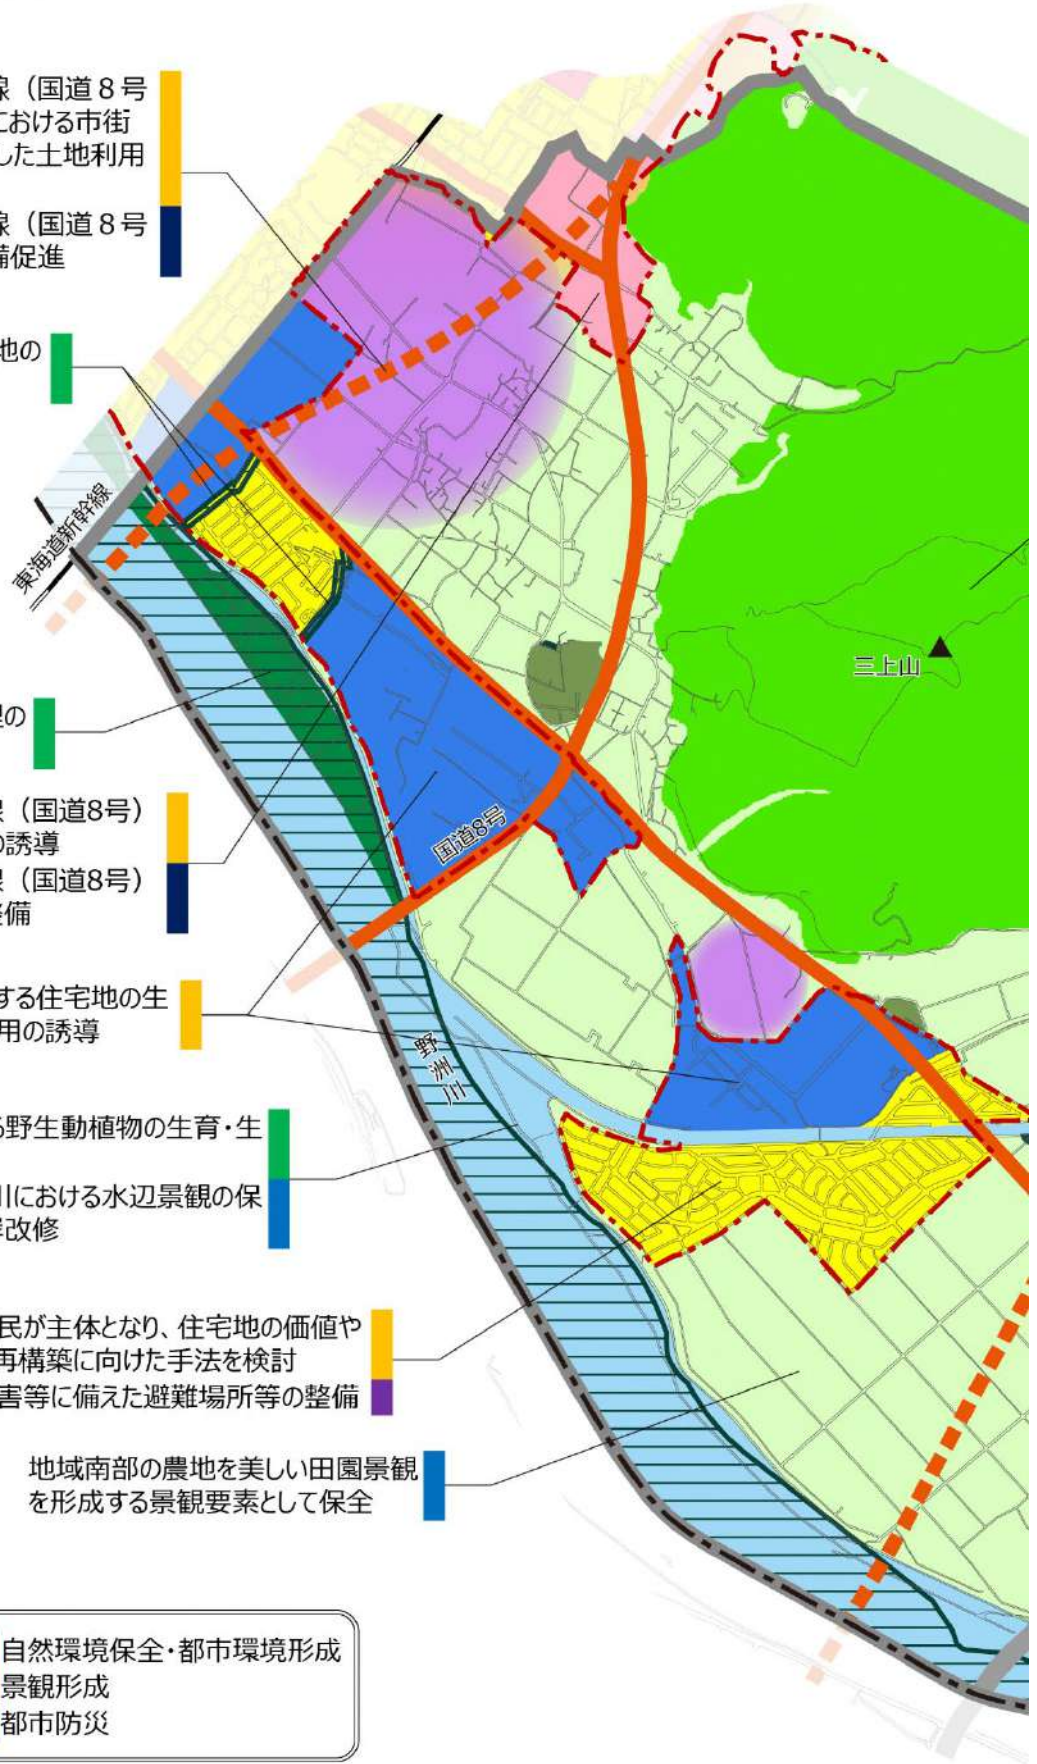 線（国道８号
における市街
した土地利用
線（国道８号
備促進
地の
東海道新幹線
三上山
理の
線（国道8号）
の誘導
線（国道8号）
整備
国道8号
する住宅地の生
用の誘導
野洲川
る野生動植物の生育・生
川における水辺景観の保
岸改修
民が主体となり、住宅地の価値や
再構築に向けた手法を検討
害等に備えた避難場所等の整備
地域南部の農地を美しい田園景観
を形成する景観要素として保全
自然環境保全・都市環境形成
景観形成
都市防災